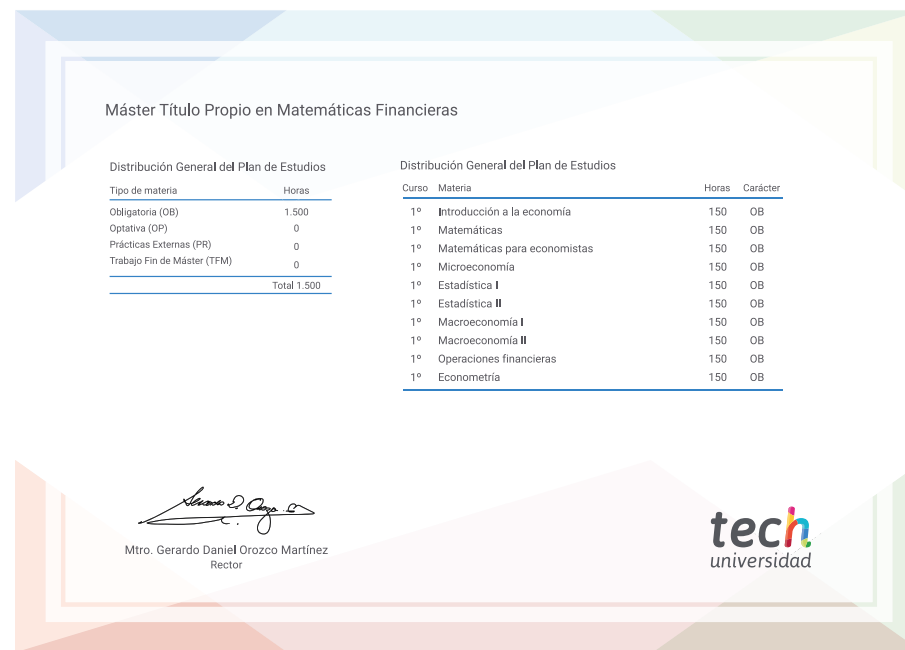 Máster Título Propio en Matemáticas Financieras
Distribución General del Plan de Estudios
Tipo de materia Horas
Obligatoria (OB) 1.500
Optativa (OP) 0
Prácticas Externas (PR) 0
Trabajo Fin de Máster (TFM) 0
Total 1.500
Distribución General del Plan de Estudios
Curso Materia Horas Carácter
1º Introducción a la economía 150 OB
1º Matemáticas 150 OB
1º Matemáticas para economistas 150 OB
1º Microeconomía 150 OB
1º Estadística I 150 OB
1º Estadística II 150 OB
1º Macroeconomía I 150 OB
1º Macroeconomía II 150 OB
1º Operaciones financieras 150 OB
1º Econometría 150 OB
Mtro. Gerardo Daniel Orozco Martínez
Rector
tech
universidad